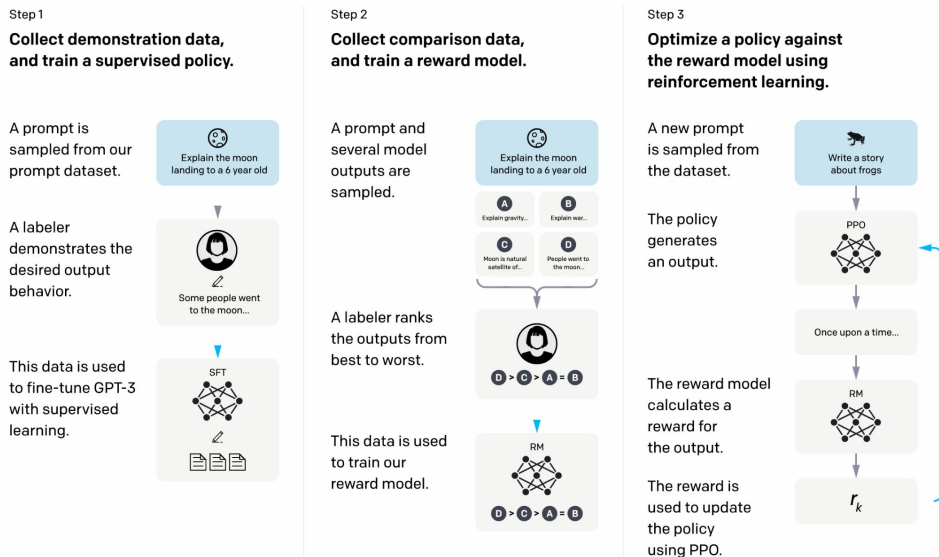 Step 1
Collect demonstration data,
and train a supervised policy.
A prompt is
sampled from our
prompt dataset.
Explain the moon
landing to a 6 year old
A labeler
demonstrates the
desired output
behavior.
Some people went
to the moon...
This data is used
to fine-tune GPT-3
with supervised
learning.
SFT
Step 2
Collect comparison data,
and train a reward model.
A prompt and
several model
outputs are
sampled.
Explain the moon
landing to a 6 year old
A
Explain gravity...
B
Explain war...
C
Moon is natural
satellite of...
D
People went to
the moon...
A labeler ranks
the outputs from
best to worst.
D > C > A = B
This data is used
to train our
reward model.
RM
D > C > A = B
Step 3
Optimize a policy against
the reward model using
reinforcement learning.
A new prompt
is sampled from
the dataset.
Write a story
about frogs
The policy
generates
an output.
PPO
Once upon a time...
The reward model
calculates a
reward for
the output.
RM
The reward is
used to update
the policy
using PPO.
r_k